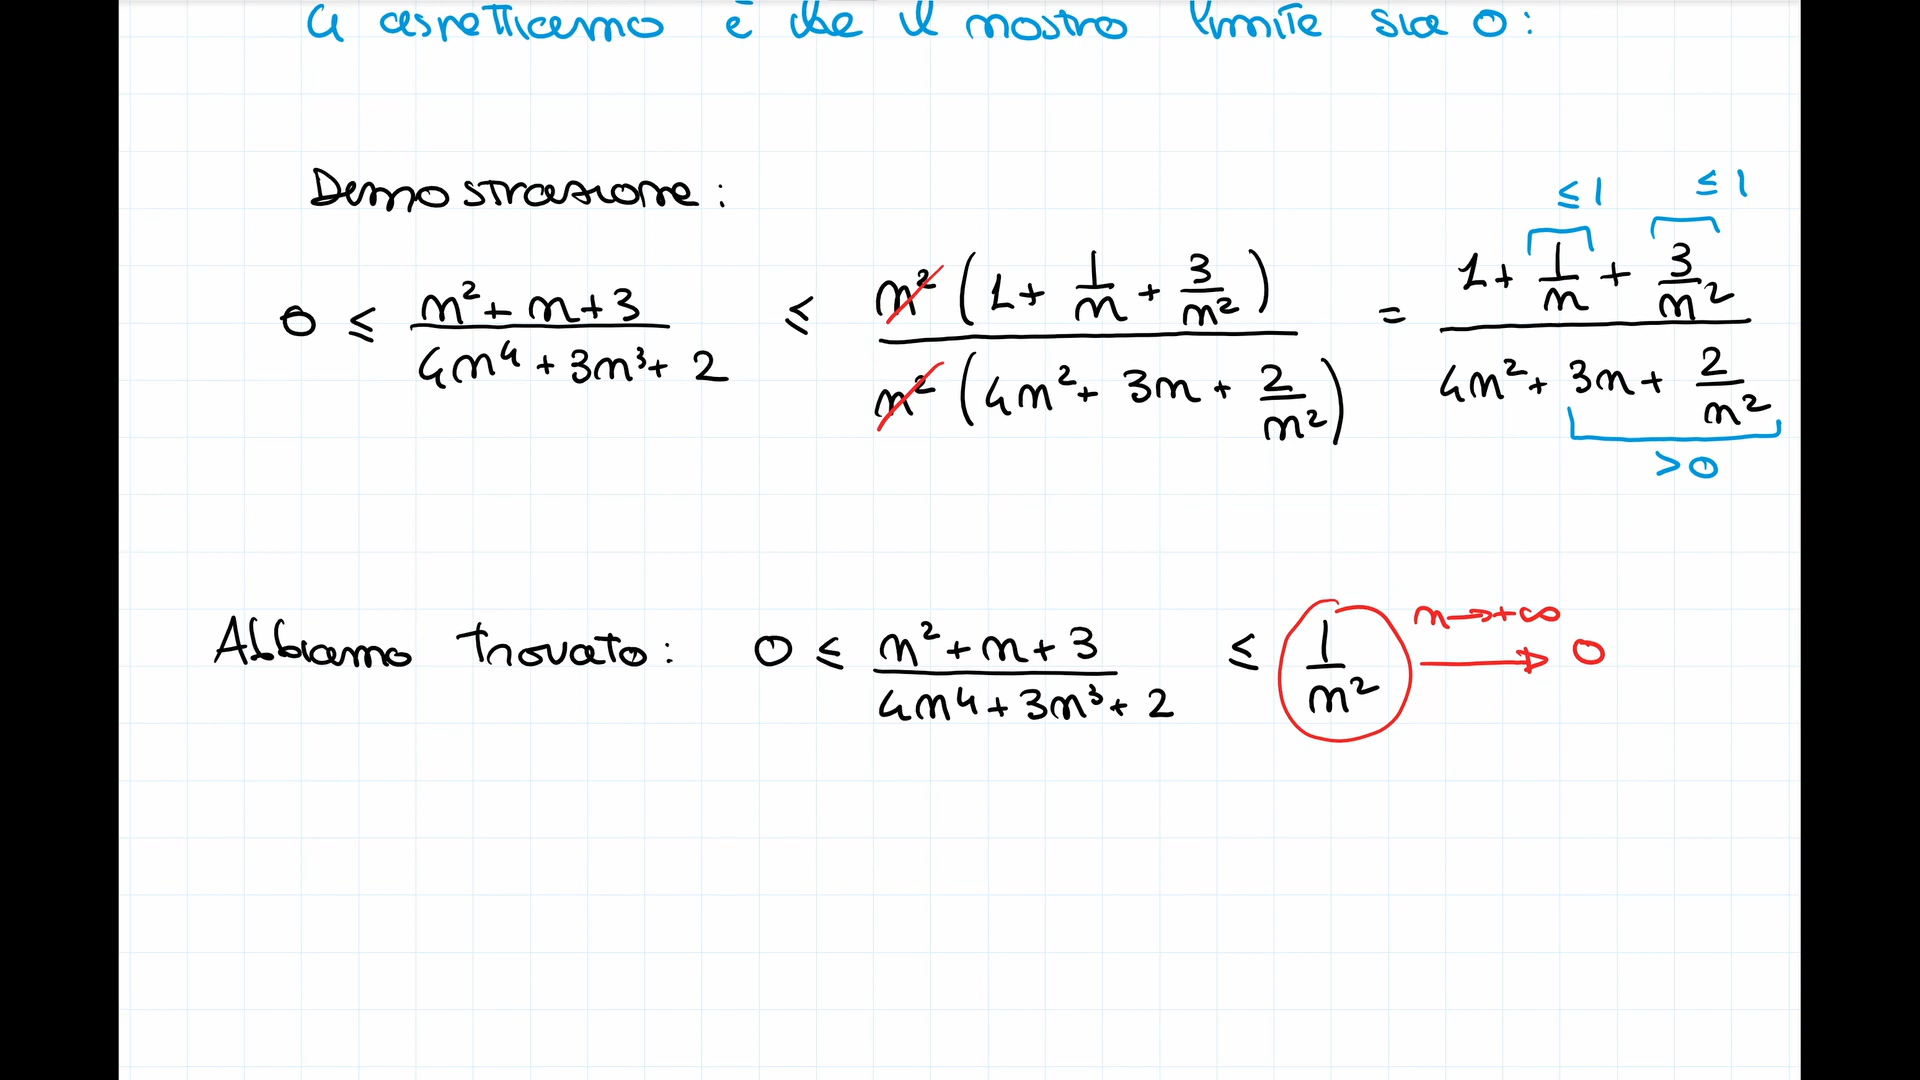 ci aspettiamo è che il nostro limite sia 0:
Dimostrazione:
≤ 1 ≤ 1
0 ≤ (n² + n + 3)/(4n⁴ + 3n³ + 2) ≤ n²(1 + 1/n + 3/n²)/n²(4n² + 3n + 2/n²) = (1 + 1/n + 3/n²)/(4n² + 3n + 2/n²)
> 0
Abbiamo trovato: 0 ≤ (n² + n + 3)/(4n⁴ + 3n³ + 2) ≤ 1/n² n→+∞ → 0